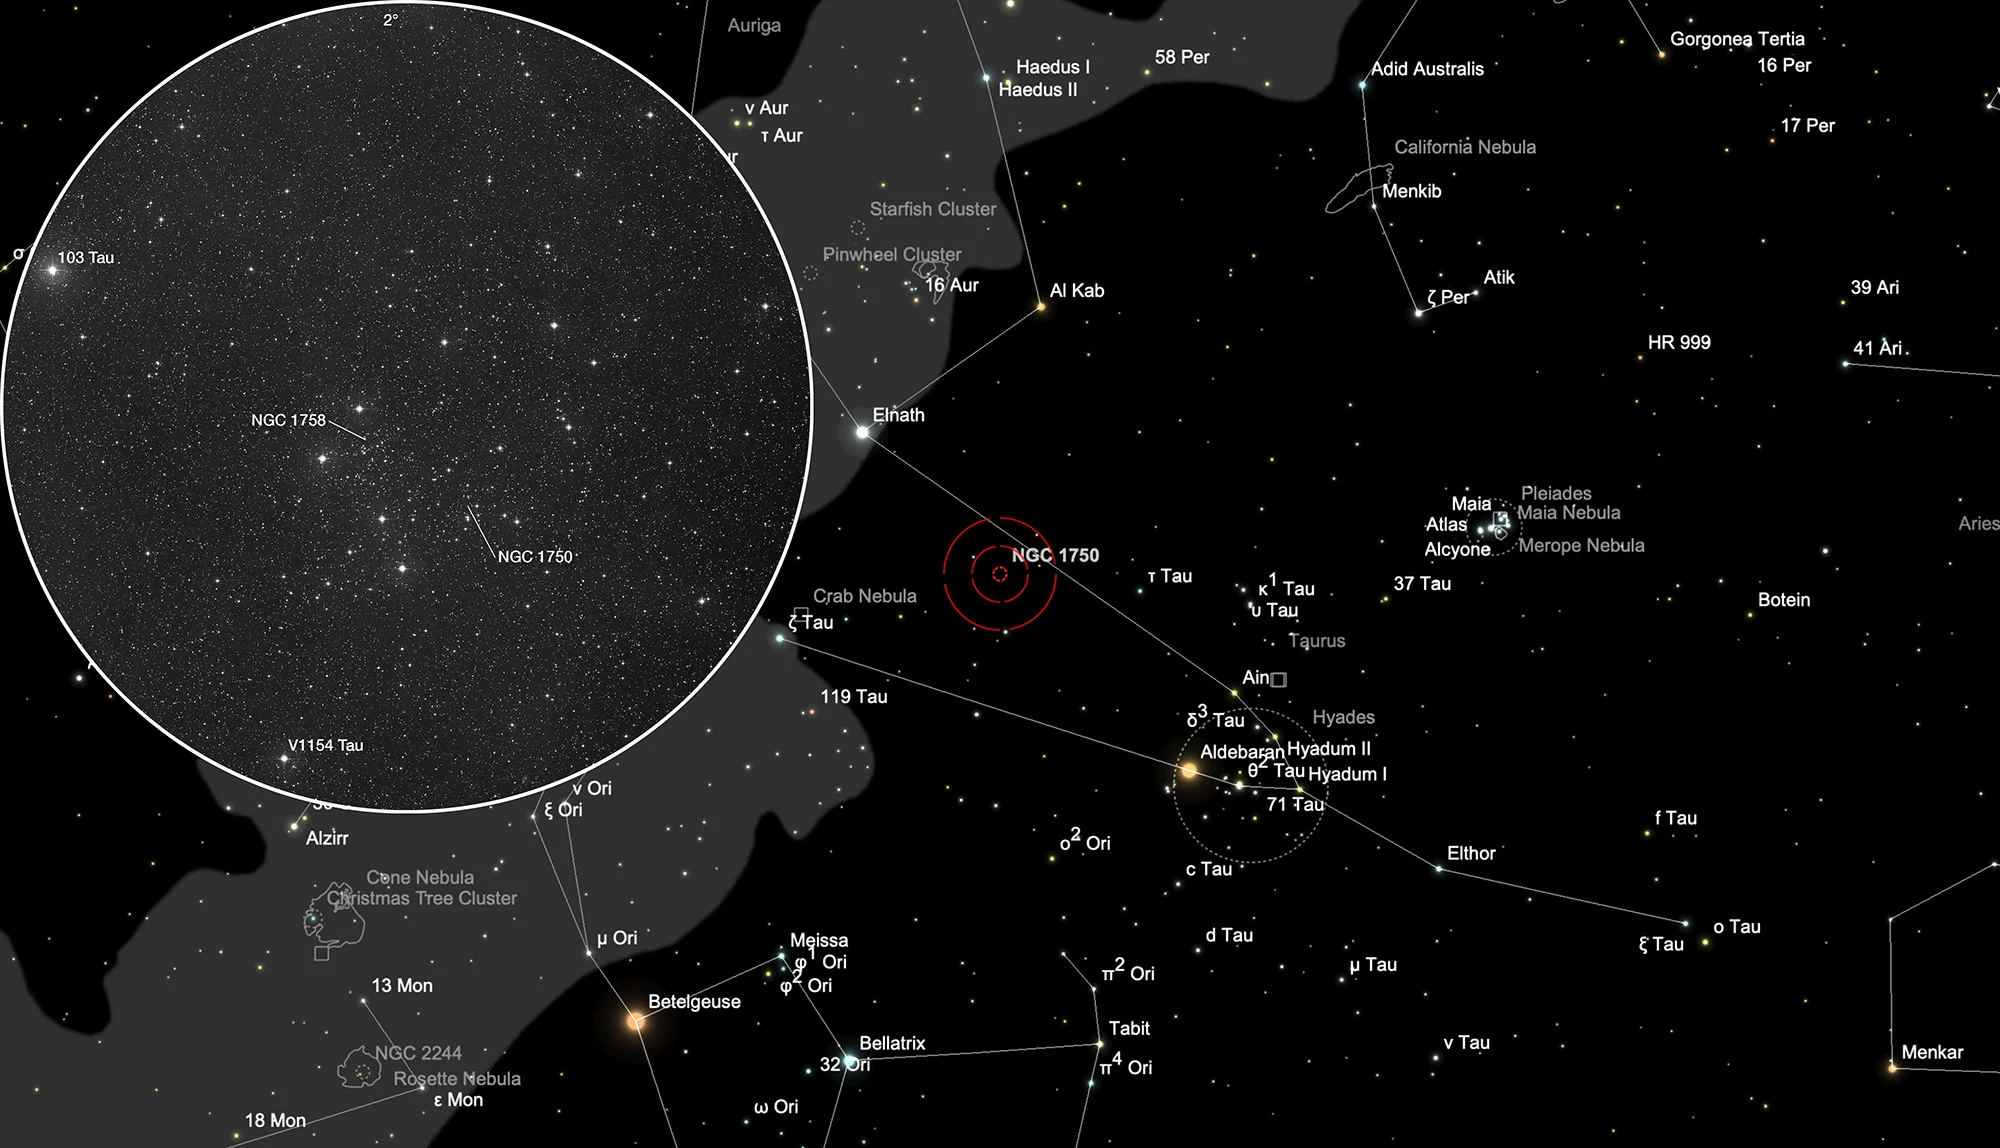 2°
103 Tau
NGC 1758
NGC 1750
V1154 Tau
σ
Auriga
ν Aur
τ Aur
ur
Haedus I
Haedus II
58 Per
Adid Australis
Gorgonea Tertia
16 Per
17 Per
California Nebula
Menkib
Starfish Cluster
Pinwheel Cluster
16 Aur
Al Kab
Atik
ζ Per
39 Ari
HR 999
41 Ari
Elnath
Maia
Pleiades
Maia Nebula
Atlas
Alcyone
Merope Nebula
Aries
NGC 1750
τ Tau
κ1 Tau
υ Tau
37 Tau
Botein
Crab Nebula
ζ Tau
Taurus
Ain
119 Tau
δ3 Tau
Hyades
Aldebaran
Hyadum II
θ2 Tau
Hyadum I
71 Tau
ν Ori
ξ Ori
Alzirr
f Tau
ο2 Ori
Elthor
c Tau
Cone Nebula
Christmas Tree Cluster
ο Tau
ξ Tau
μ Ori
Meissa
φ1 Ori
φ2 Ori
d Tau
μ Tau
π2 Ori
13 Mon
Betelgeuse
Tabit
Bellatrix
32 Ori
π4 Ori
ν Tau
Menkar
NGC 2244
Rosette Nebula
ε Mon
ω Ori
18 Mon